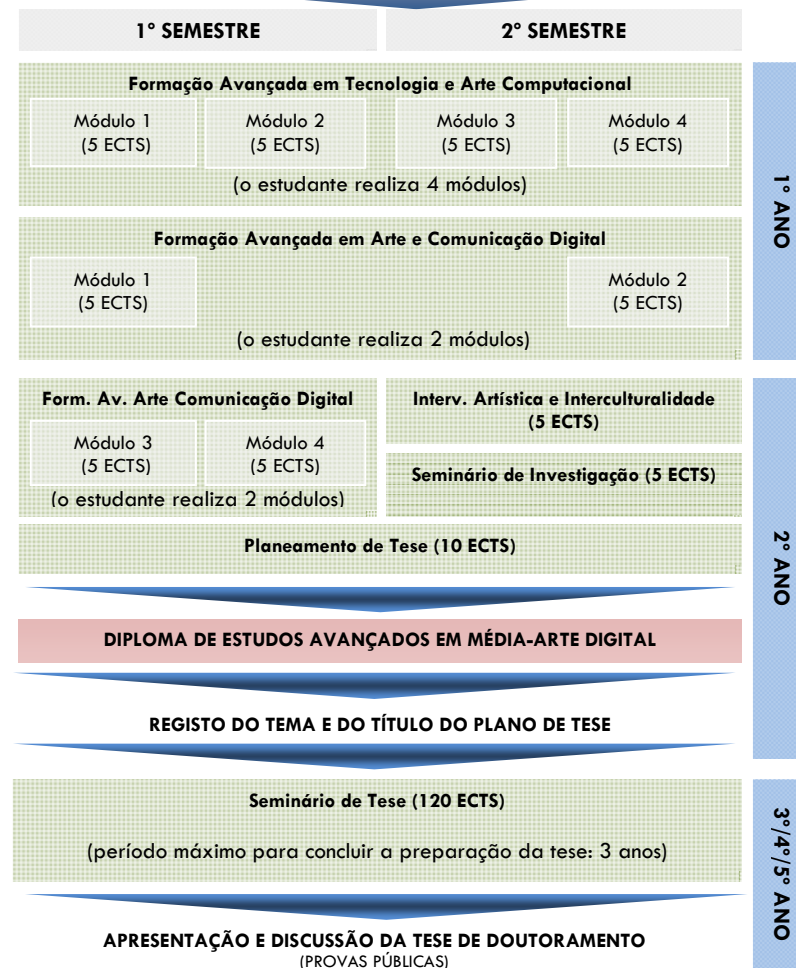 1º SEMESTRE
2º SEMESTRE
Formação Avançada em Tecnologia e Arte Computacional
Módulo 1
(5 ECTS)
Módulo 2
(5 ECTS)
Módulo 3
(5 ECTS)
Módulo 4
(5 ECTS)
(o estudante realiza 4 módulos)
Formação Avançada em Arte e Comunicação Digital
Módulo 1
(5 ECTS)
Módulo 2
(5 ECTS)
(o estudante realiza 2 módulos)
1º ANO
Form. Av. Arte Comunicação Digital
Módulo 3
(5 ECTS)
Módulo 4
(5 ECTS)
(o estudante realiza 2 módulos)
Interv. Artística e Interculturalidade
(5 ECTS)
Seminário de Investigação (5 ECTS)
Planeamento de Tese (10 ECTS)
DIPLOMA DE ESTUDOS AVANÇADOS EM MÉDIA-ARTE DIGITAL
REGISTO DO TEMA E DO TÍTULO DO PLANO DE TESE
2º ANO
Seminário de Tese (120 ECTS)
(período máximo para concluir a preparação da tese: 3 anos)
3º/4º/5º ANO
APRESENTAÇÃO E DISCUSSÃO DA TESE DE DOUTORAMENTO
(PROVAS PÚBLICAS)